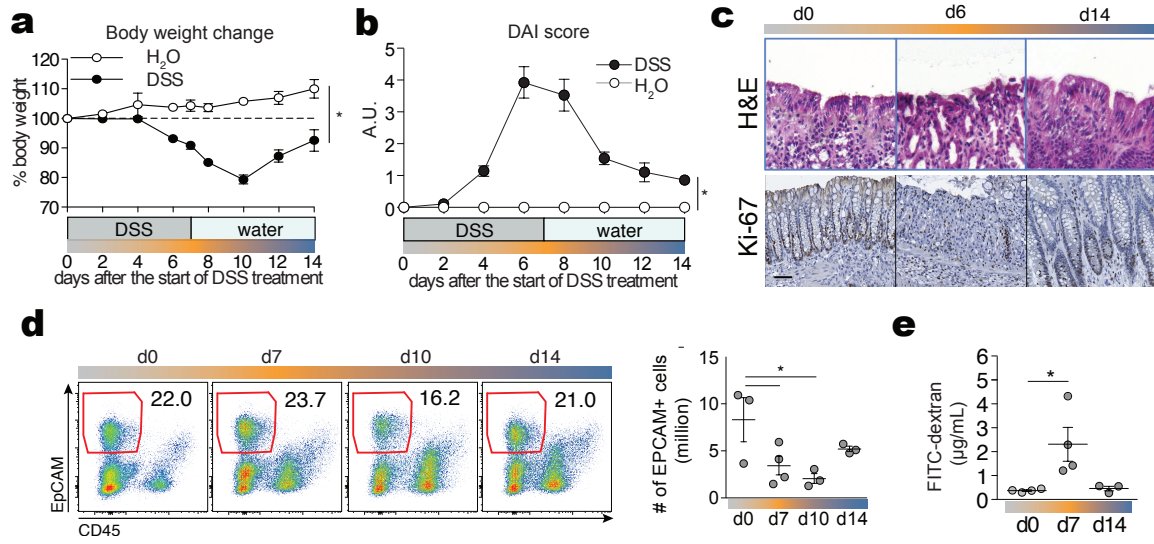 a
Body weight change
H2O
DSS
120
110
100
90
80
70
% body weight
*
DSS
water
0 2 4 6 8 10 12 14
days after the start of DSS treatment
b
DAI score
DSS
H2O
5
4
3
2
1
0
A.U.
*
DSS
water
0 2 4 6 8 10 12 14
days after the start of DSS treatment
c
d0 d6 d14
H&E
Ki-67
d
d0 d7 d10 d14
22.0 23.7 16.2 21.0
EpCAM
CD45
15
10
5
0
# of EPCAM+ cells
(million)
*
d0 d7 d10 d14
e
6
5
4
3
2
1
0
FITC-dextran
(µg/mL)
*
d0 d7 d14